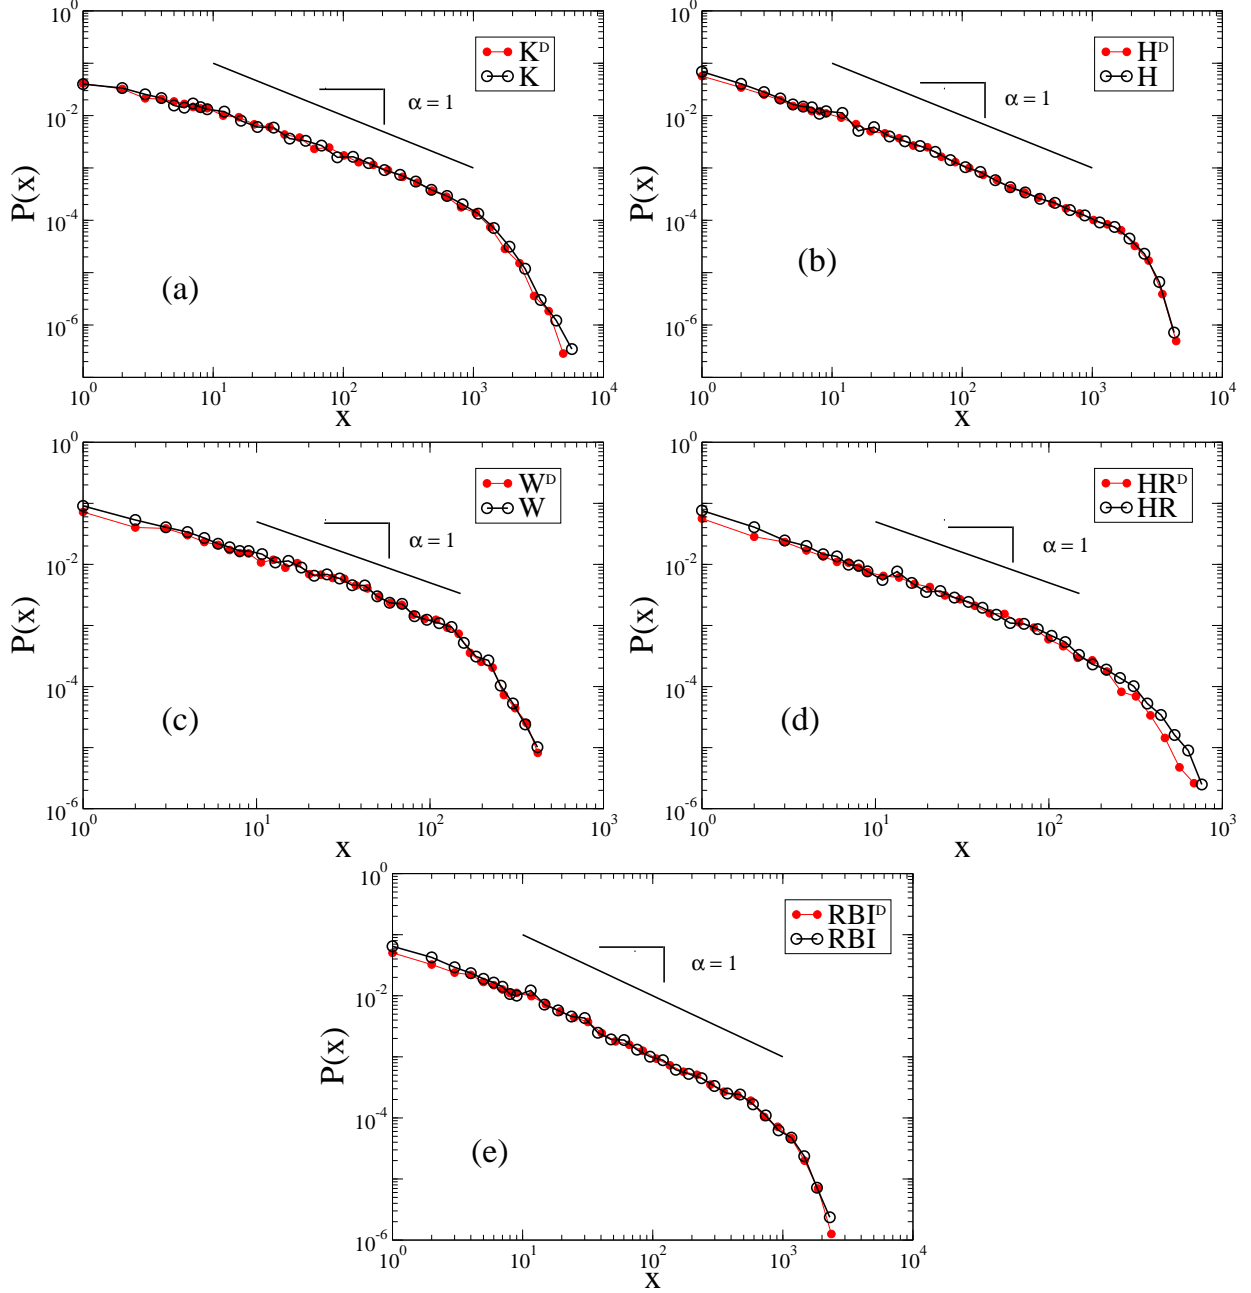 10^0
10^-2
10^-4
10^-6
P(x)
K^D
K
α = 1
(a)
10^0 10^1 10^2 10^3 10^4
x
10^0
10^-2
10^-4
10^-6
P(x)
H^D
H
α = 1
(b)
10^0 10^1 10^2 10^3 10^4
x
10^0
10^-2
10^-4
10^-6
P(x)
W^D
W
α = 1
(c)
10^0 10^1 10^2 10^3
x
10^0
10^-2
10^-4
10^-6
P(x)
HR^D
HR
α = 1
(d)
10^0 10^1 10^2 10^3
x
10^0
10^-2
10^-4
10^-6
P(x)
RBI^D
RBI
α = 1
(e)
10^0 10^1 10^2 10^3 10^4
x